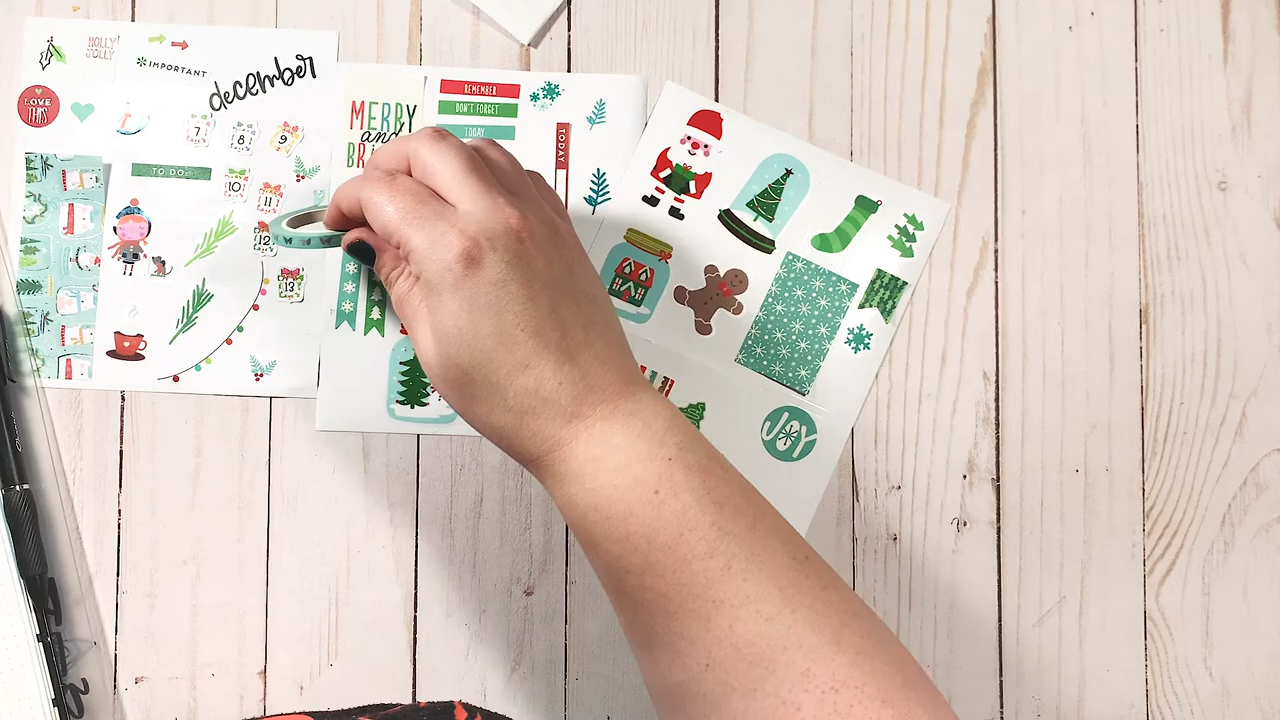 HOLLY
JOLLY
*IMPORTANT
december
LOVE
THIS
7
8
9
TO DO:
10
11
12
13
MERRY
and
REMEMBER
DON'T FORGET
TODAY
TODAY
JOY